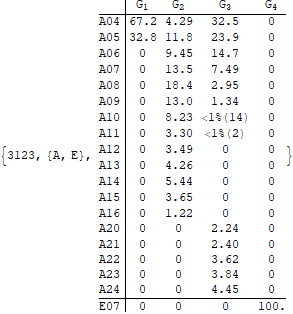 G₁ G₂ G₃ G₄
A04 67.2 4.29 32.5 0
A05 32.8 11.8 23.9 0
A06 0 9.45 14.7 0
A07 0 13.5 7.49 0
A08 0 18.4 2.95 0
A09 0 13.0 1.34 0
A10 0 8.23 <1%(14) 0
A11 0 3.30 <1%(2) 0
A12 0 3.49 0 0
{3123, {A, E}, }
A13 0 4.26 0 0
A14 0 5.44 0 0
A15 0 3.65 0 0
A16 0 1.22 0 0
A20 0 0 2.24 0
A21 0 0 2.40 0
A22 0 0 3.62 0
A23 0 0 3.84 0
A24 0 0 4.45 0
E07 0 0 0 100.